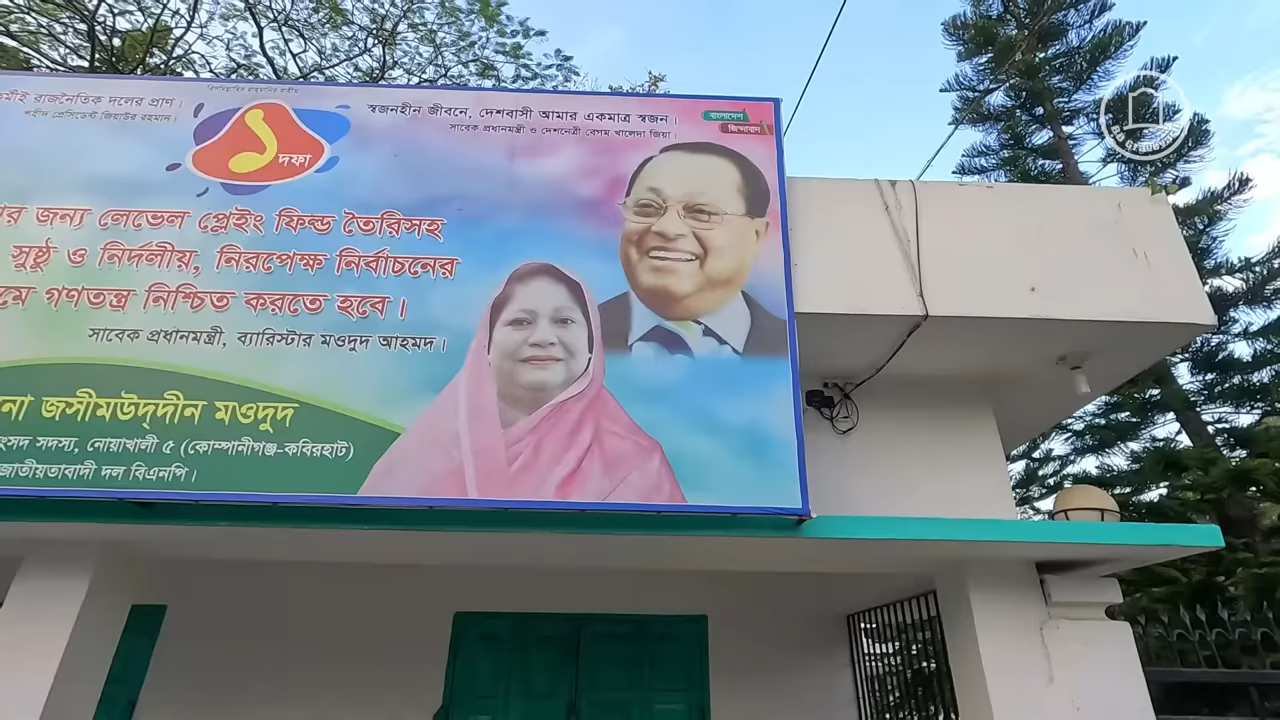 রাজনৈতিক দলের প্রাণ।
শহীদ প্রেসিডেন্ট জিয়াউর রহমান।
১ দফা
স্বজনহীন জীবনে, দেশবাসী আমার একমাত্র স্বজন।
সাবেক প্রধানমন্ত্রী ও দেশনেত্রী বেগম খালেদা জিয়া।
বাংলাদেশ
জিন্দাবাদ
জন্য লেভেল প্লেইং ফিল্ড তৈরিসহ
সুষ্ঠু ও নির্দলীয়, নিরপেক্ষ নির্বাচনের
গণতন্ত্র নিশ্চিত করতে হবে।
সাবেক প্রধানমন্ত্রী, ব্যারিস্টার মওদুদ আহমদ।
জসীমউদ্‌দীন মওদুদ
সদস্য, নোয়াখালী ৫ (কোম্পানীগঞ্জ-কবিরহাট)
জাতীয়তাবাদী দল বিএনপি।